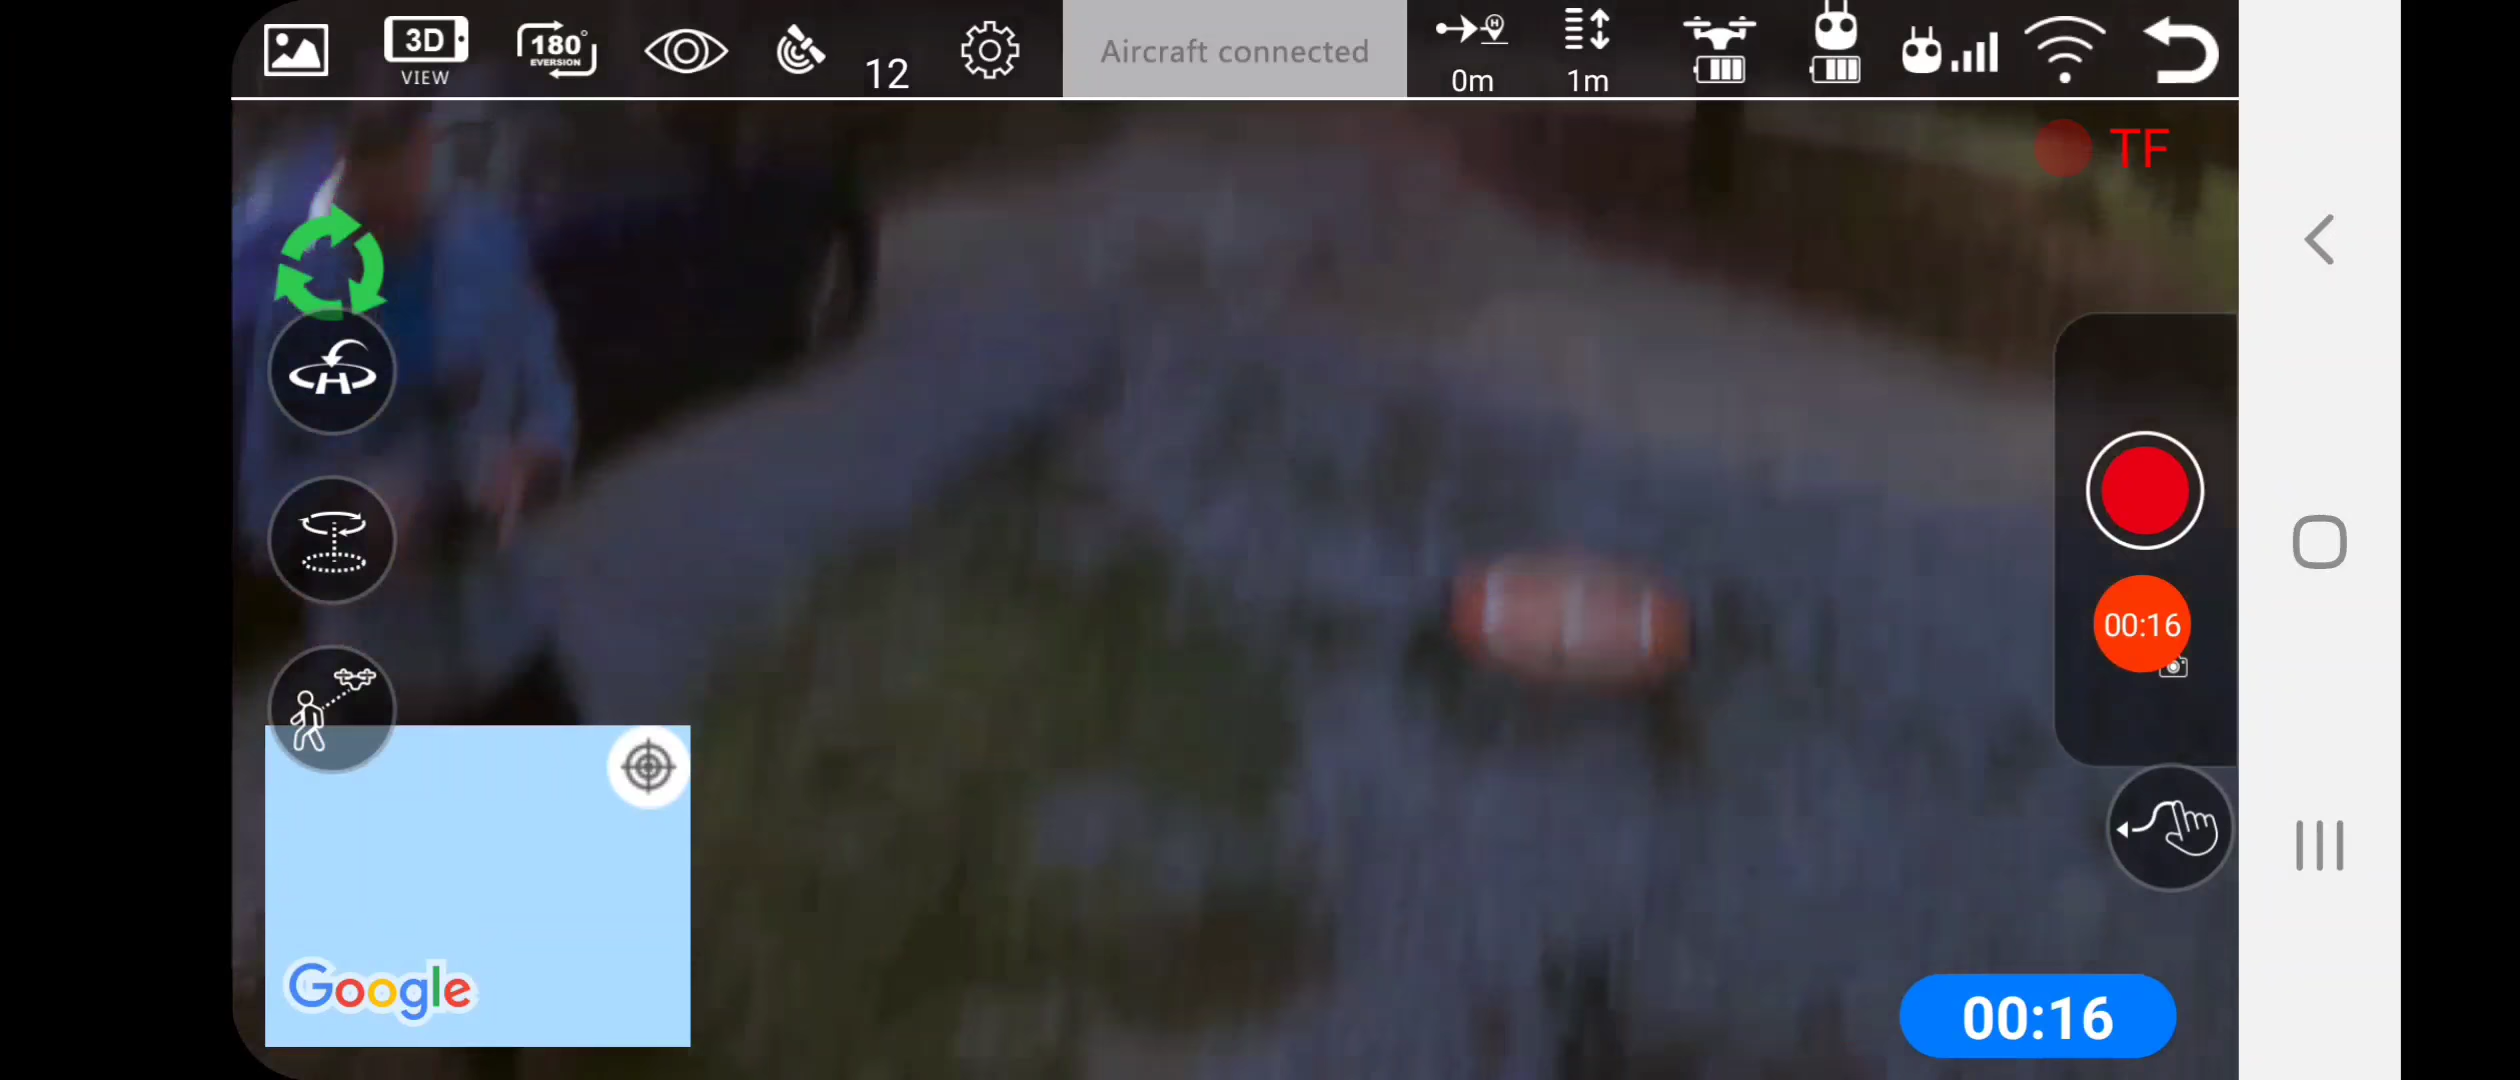 3D
VIEW
180°
EVERSION
12
Aircraft connected
H
0m
1m
TF
H
00:16
Google
00:16